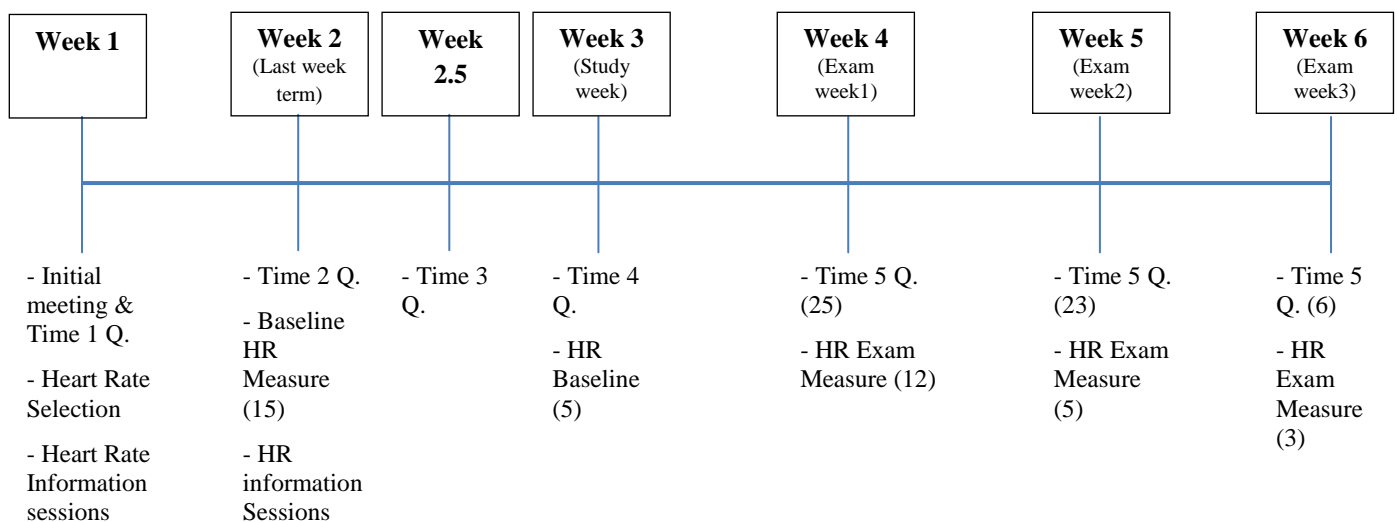 Week 1
Week 2
(Last week
term)
Week
2.5
Week 3
(Study
week)
Week 4
(Exam
week1)
Week 5
(Exam
week2)
Week 6
(Exam
week3)
- Initial
meeting &
Time 1 Q.
- Heart Rate
Selection
- Heart Rate
Information
sessions
- Time 2 Q.
- Baseline
HR
Measure
(15)
- HR
information
Sessions
- Time 3
Q.
- Time 4
Q.
- HR
Baseline
(5)
- Time 5 Q.
(25)
- HR Exam
Measure (12)
- Time 5 Q.
(23)
- HR Exam
Measure
(5)
- Time 5
Q. (6)
- HR
Exam
Measure
(3)